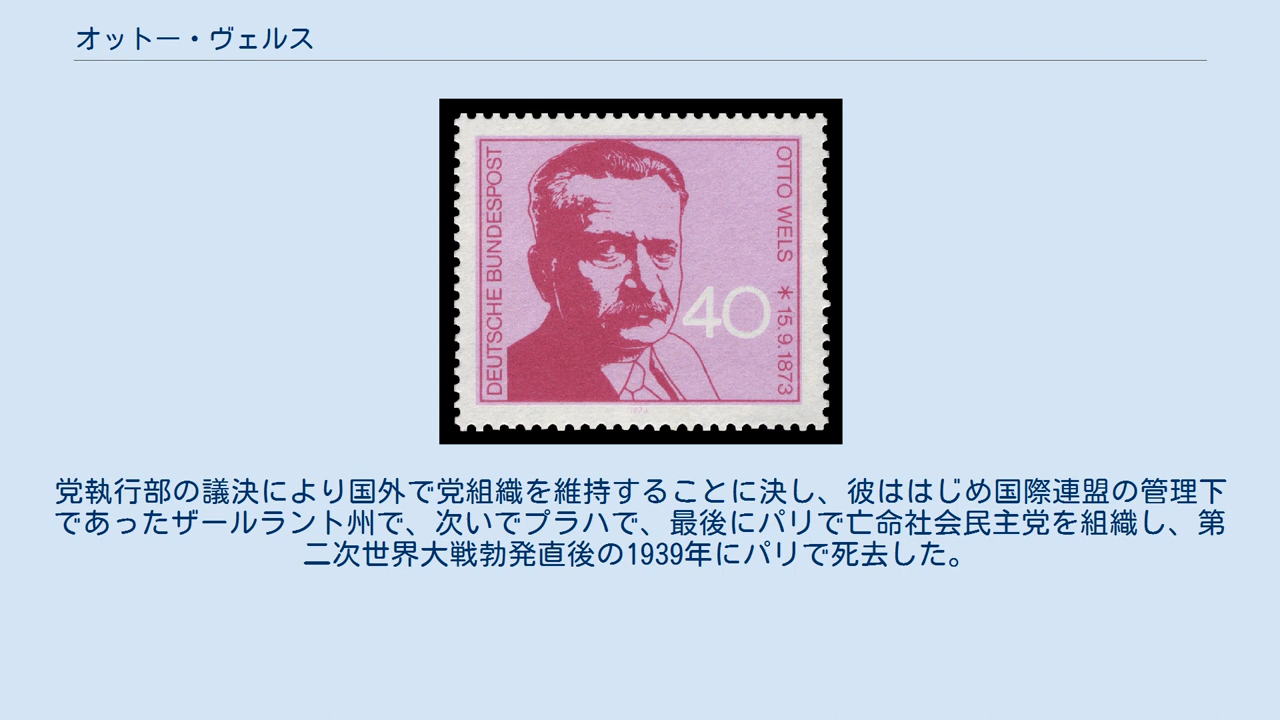 オットー・ヴェルス
DEUTSCHE BUNDESPOST
OTTO WELS * 15.9.1873
40
党執行部の議決により国外で党組織を維持することに決し、彼ははじめ国際連盟の管理下
であったザールラント州で、次いでプラハで、最後にパリで亡命社会民主党を組織し、第
二次世界大戦勃発直後の1939年にパリで死去した。